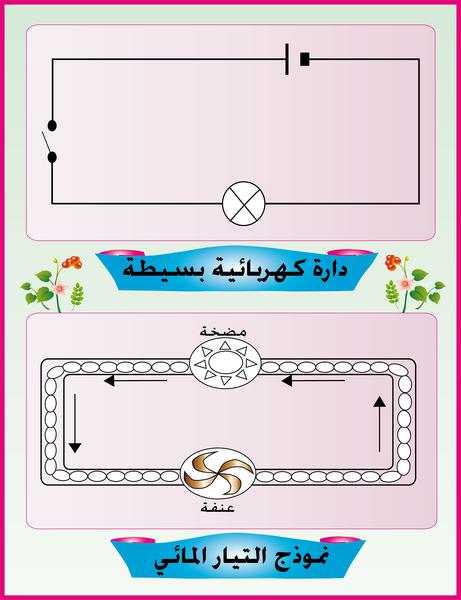 دارة كهربائية بسيطة
مضخة
عنفة
نموذج التيار المائي